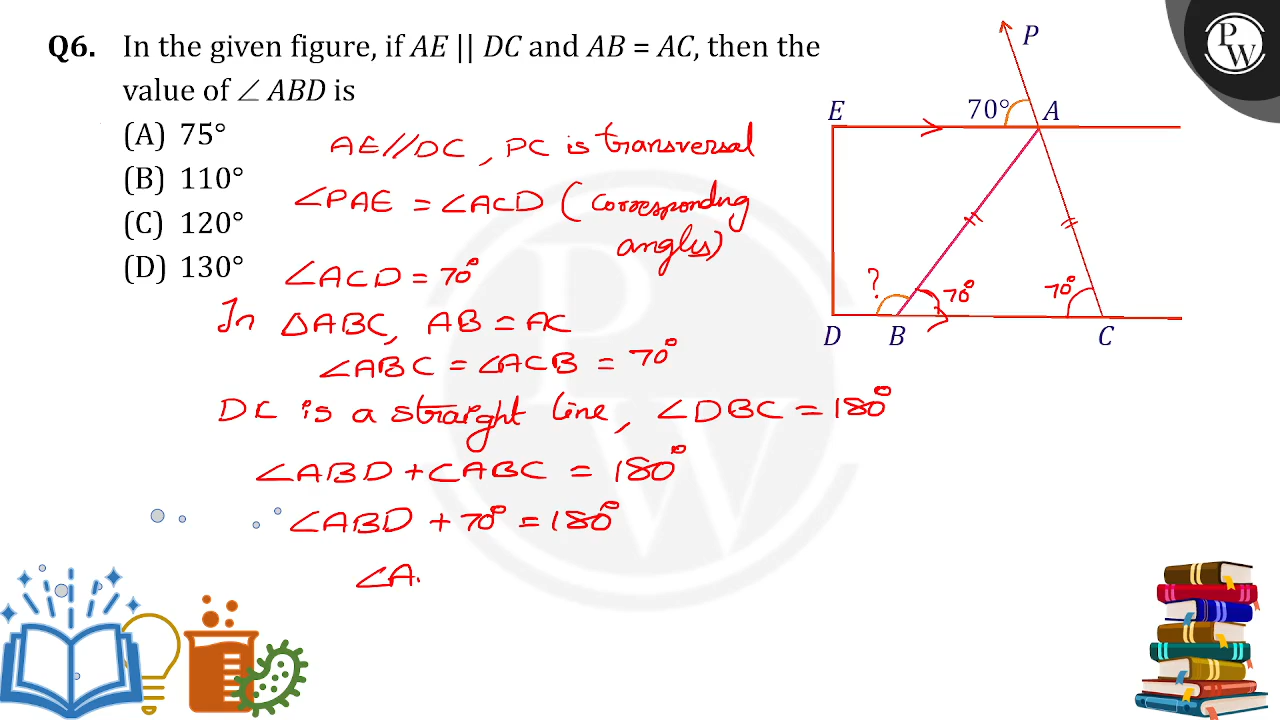 Q6. In the given figure, if AE || DC and AB = AC, then the
value of ∠ ABD is
(A) 75°
(B) 110°
(C) 120°
(D) 130°
AE//DC, PC is transversal
∠PAE = ∠ACD (corresponding
angles)
∠ACD = 70°
In △ABC, AB = AC
∠ABC = ∠ACB = 70°
DC is a straight line, ∠DBC = 180°
∠ABD + ∠ABC = 180°
∠ABD + 70° = 180°
∠A
P
E 70° A
? 70° 70°
D B C
P
W
P
W